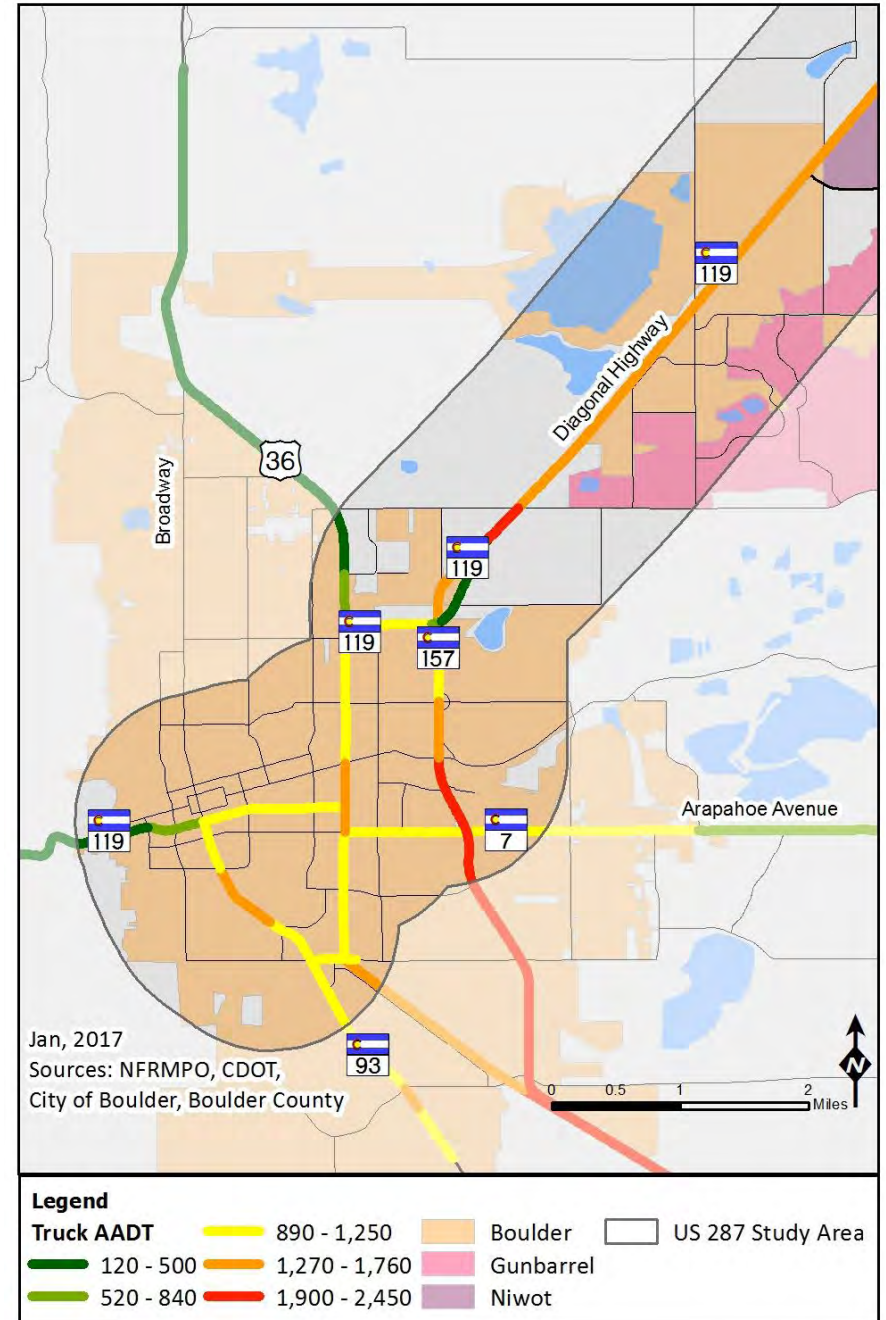 119
Diagonal Highway
36
Broadway
119
119
157
Arapahoe Avenue
119
7
Jan, 2017
Sources: NFRMPO, CDOT,
City of Boulder, Boulder County
93
N
0 0.5 1 2
Miles
Legend
Truck AADT
120 - 500
520 - 840
890 - 1,250
1,270 - 1,760
1,900 - 2,450
Boulder
Gunbarrel
Niwot
US 287 Study Area